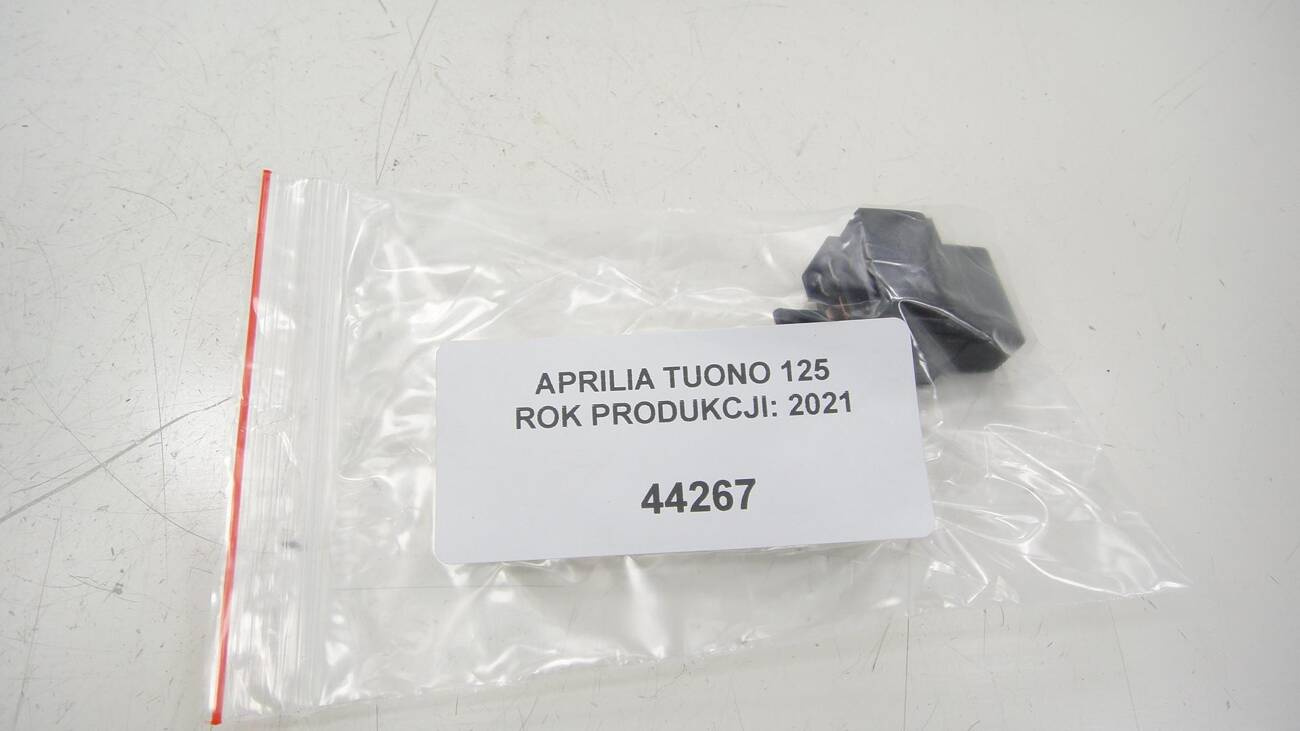 APRILIA TUONO 125
ROK PRODUKCJI: 2021
44267